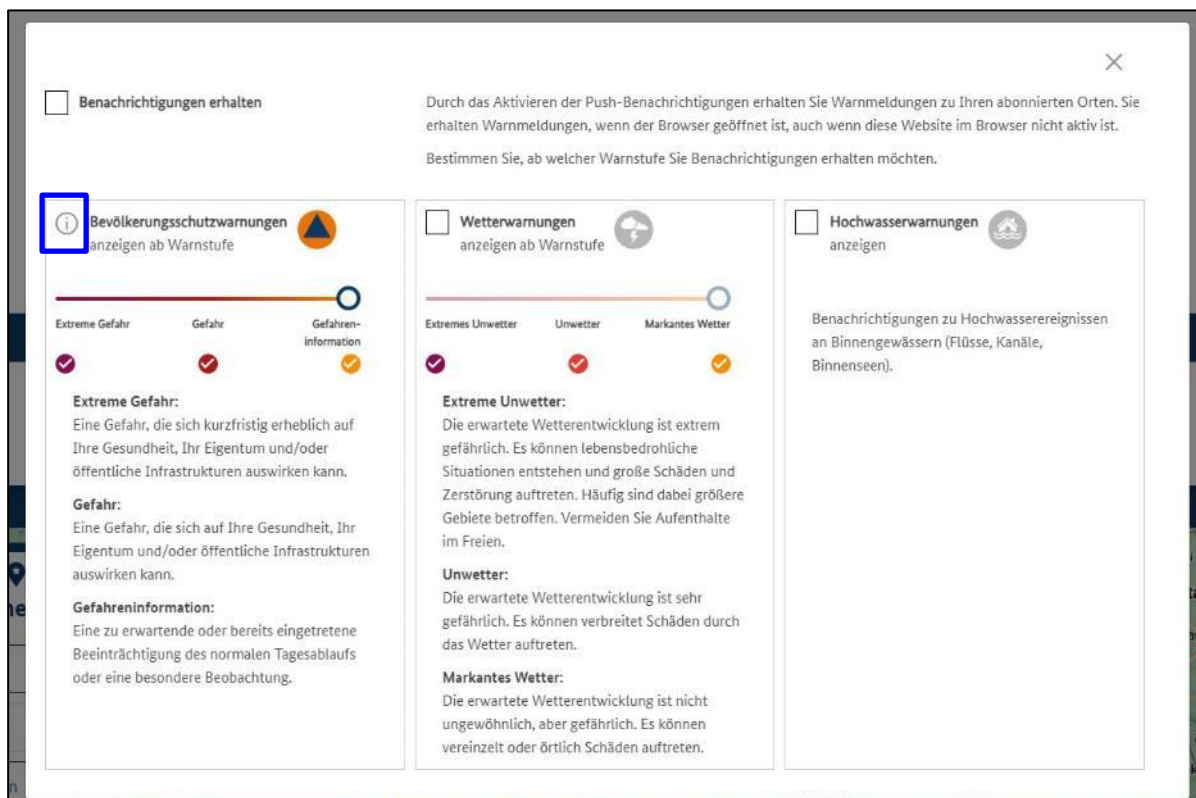 Benachrichtigungen erhalten
Durch das Aktivieren der Push-Benachrichtigungen erhalten Sie Warnmeldungen zu Ihren abonnierten Orten. Sie
erhalten Warnmeldungen, wenn der Browser geöffnet ist, auch wenn diese Website im Browser nicht aktiv ist.
Bestimmen Sie, ab welcher Warnstufe Sie Benachrichtigungen erhalten möchten.
Bevölkerungsschutzwarnungen
anzeigen ab Warnstufe
Extreme Gefahr Gefahr Gefahren-
information
Extreme Gefahr:
Eine Gefahr, die sich kurzfristig erheblich auf
Ihre Gesundheit, Ihr Eigentum und/oder
öffentliche Infrastrukturen auswirken kann.
Gefahr:
Eine Gefahr, die sich auf Ihre Gesundheit, Ihr
Eigentum und/oder öffentliche Infrastrukturen
auswirken kann.
Gefahreninformation:
Eine zu erwartende oder bereits eingetretene
Beeinträchtigung des normalen Tagesablaufs
oder eine besondere Beobachtung.
Wetterwarnungen
anzeigen ab Warnstufe
Extremes Unwetter Unwetter Markantes Wetter
Extreme Unwetter:
Die erwartete Wetterentwicklung ist extrem
gefährlich. Es können lebensbedrohliche
Situationen entstehen und große Schäden und
Zerstörung auftreten. Häufig sind dabei größere
Gebiete betroffen. Vermeiden Sie Aufenthalte
im Freien.
Unwetter:
Die erwartete Wetterentwicklung ist sehr
gefährlich. Es können verbreitet Schäden durch
das Wetter auftreten.
Markantes Wetter:
Die erwartete Wetterentwicklung ist nicht
ungewöhnlich, aber gefährlich. Es können
vereinzelt oder örtlich Schäden auftreten.
Hochwasserwarnungen
anzeigen
Benachrichtigungen zu Hochwasserereignissen
an Binnengewässern (Flüsse, Kanäle,
Binnenseen).